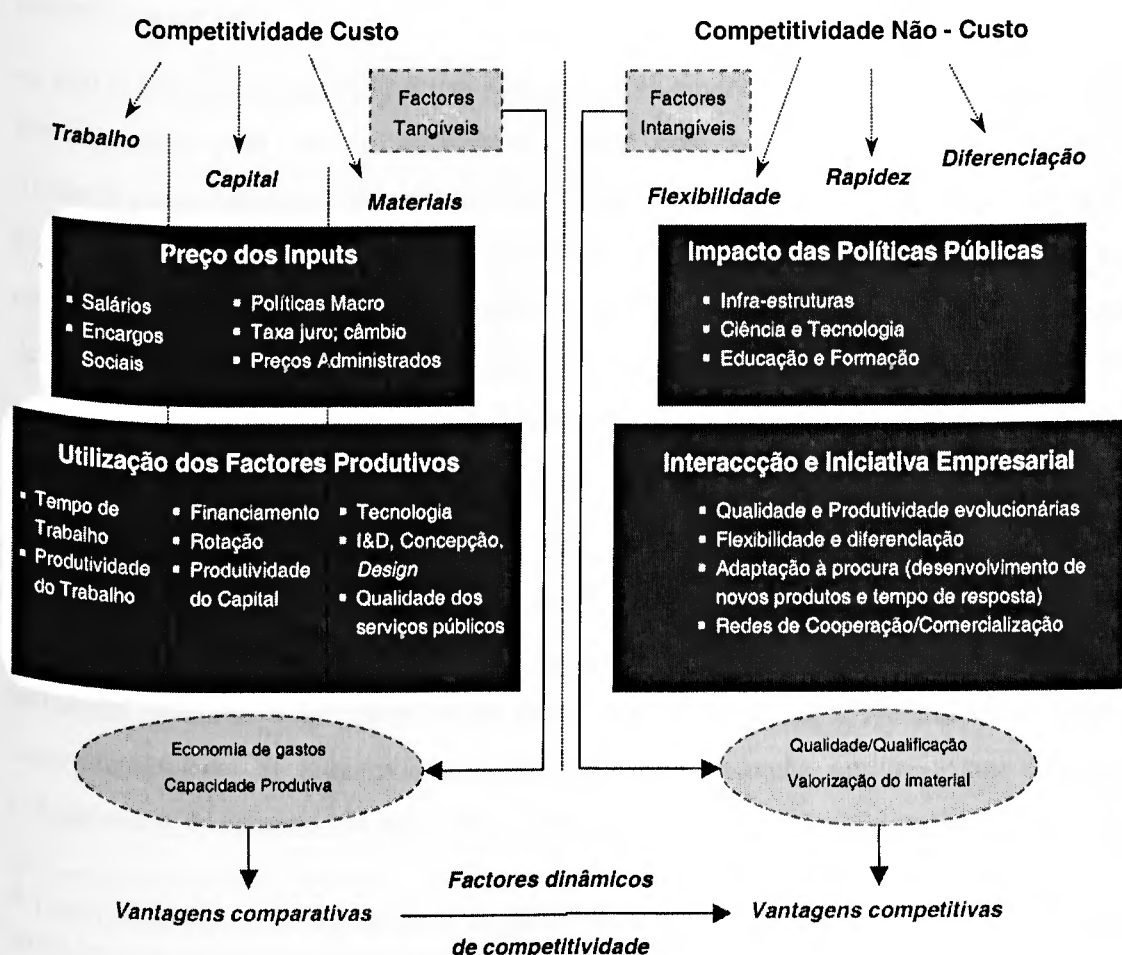 Competitividade Custo
Factores
Tangíveis
Trabalho
Capital
Materiais
Preço dos Inputs
▪ Salários
▪ Encargos
Sociais
▪ Políticas Macro
▪ Taxa juro; câmbio
▪ Preços Administrados
Utilização dos Factores Produtivos
▪ Tempo de
Trabalho
▪ Produtividade
do Trabalho
▪ Financiamento
▪ Rotação
▪ Produtividade
do Capital
▪ Tecnologia
▪ I&D, Concepção,
Design
▪ Qualidade dos
serviços públicos
Economia de gastos
Capacidade Produtiva
Vantagens comparativas
Competitividade Não - Custo
Factores
Intangíveis
Flexibilidade
Rapidez
Diferenciação
Impacto das Políticas Públicas
▪ Infra-estruturas
▪ Ciência e Tecnologia
▪ Educação e Formação
Interaccção e Iniciativa Empresarial
▪ Qualidade e Produtividade evolucionárias
▪ Flexibilidade e diferenciação
▪ Adaptação à procura (desenvolvimento de
novos produtos e tempo de resposta)
▪ Redes de Cooperação/Comercialização
Qualidade/Qualificação
Valorização do imaterial
Factores dinâmicos
de competitividade
Vantagens competitivas